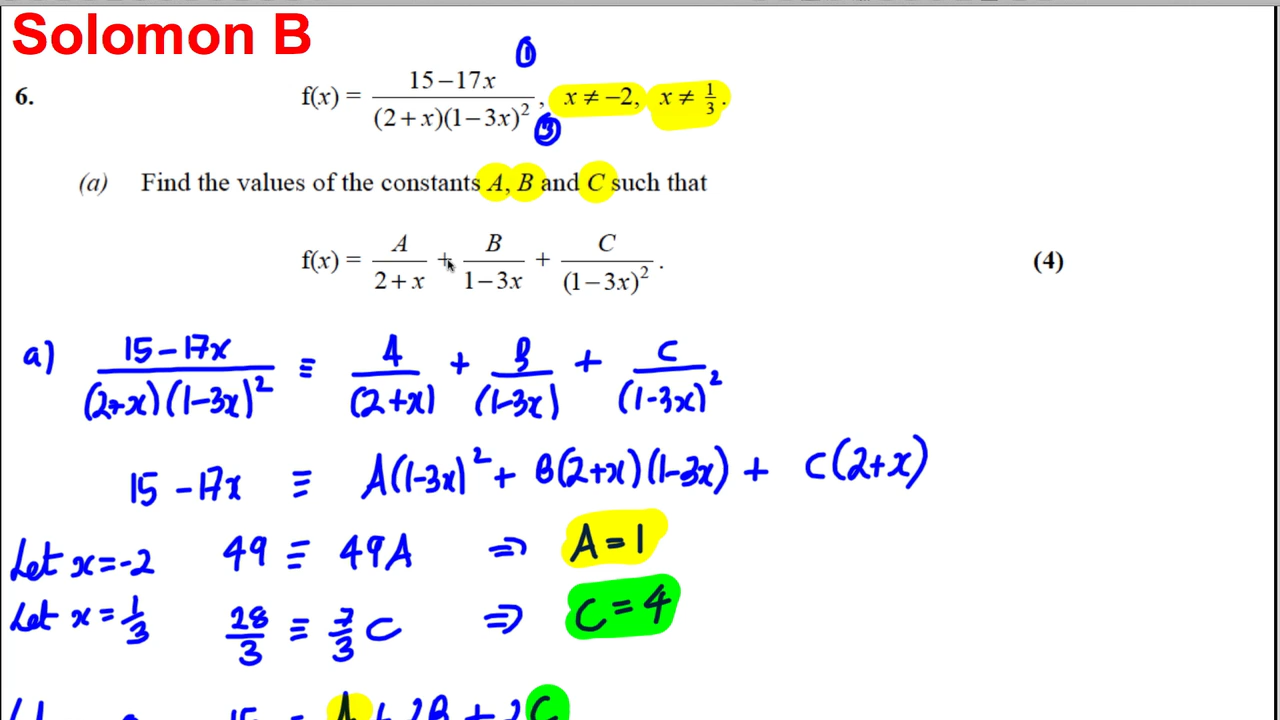 Solomon B
①
6. f(x) = (15−17x)/((2+x)(1−3x)²), x ≠ −2, x ≠ 1/3.
③
(a) Find the values of the constants A, B and C such that
f(x) = A/(2+x) + B/(1−3x) + C/(1−3x)². (4)
a) (15−17x)/((2+x)(1−3x)²) ≡ A/(2+x) + B/(1−3x) + C/(1−3x)²
15 −17x ≡ A(1−3x)² + B(2+x)(1−3x) + C(2+x)
Let x=−2 49 ≡ 49A ⇒ A=1
Let x=1/3 28/3 ≡ 7/3 C ⇒ C=4
15 = A + 2B + 2C